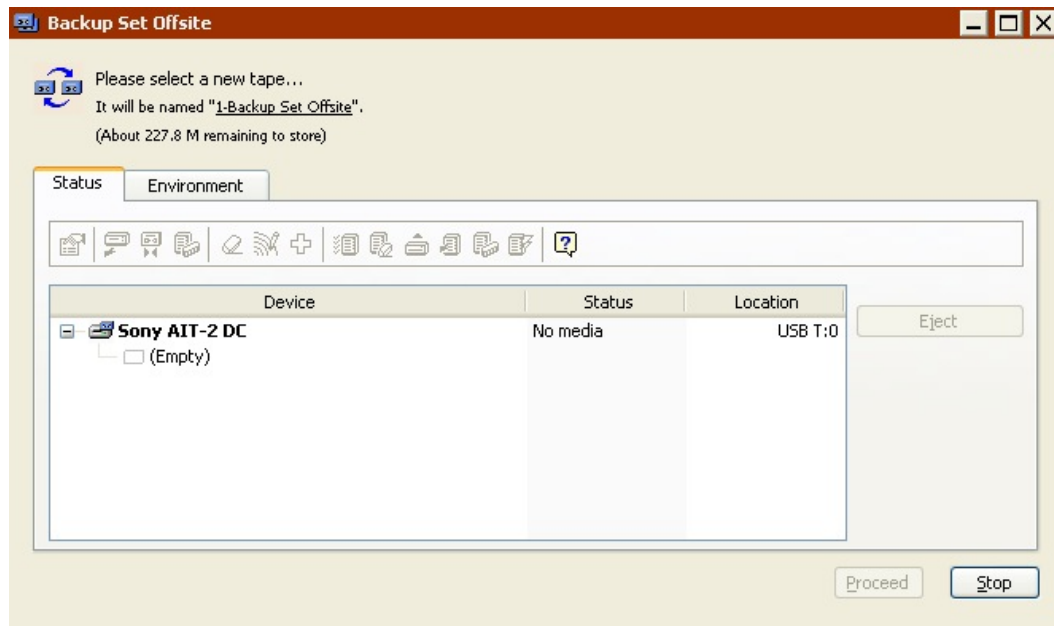 Backup Set Offsite
Please select a new tape...
It will be named "1-Backup Set Offsite".
(About 227.8 M remaining to store)
Status Environment
Device Status Location
Sony AIT-2 DC No media USB T:0
(Empty)
Eject
Proceed Stop